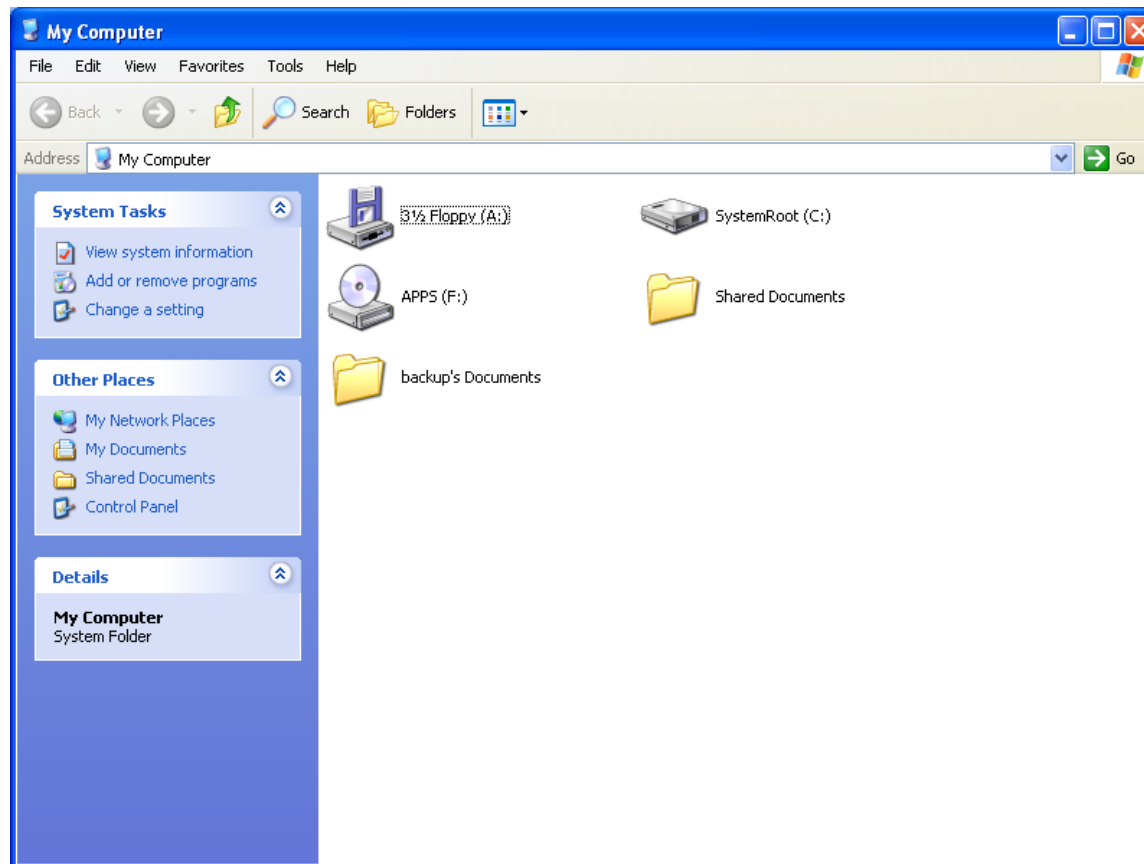 My Computer
File Edit View Favorites Tools Help
Back Search Folders
Address My Computer Go
System Tasks
View system information
Add or remove programs
Change a setting
Other Places
My Network Places
My Documents
Shared Documents
Control Panel
Details
My Computer
System Folder
3½ Floppy (A:) SystemRoot (C:)
APPS (F:) Shared Documents
backup's Documents